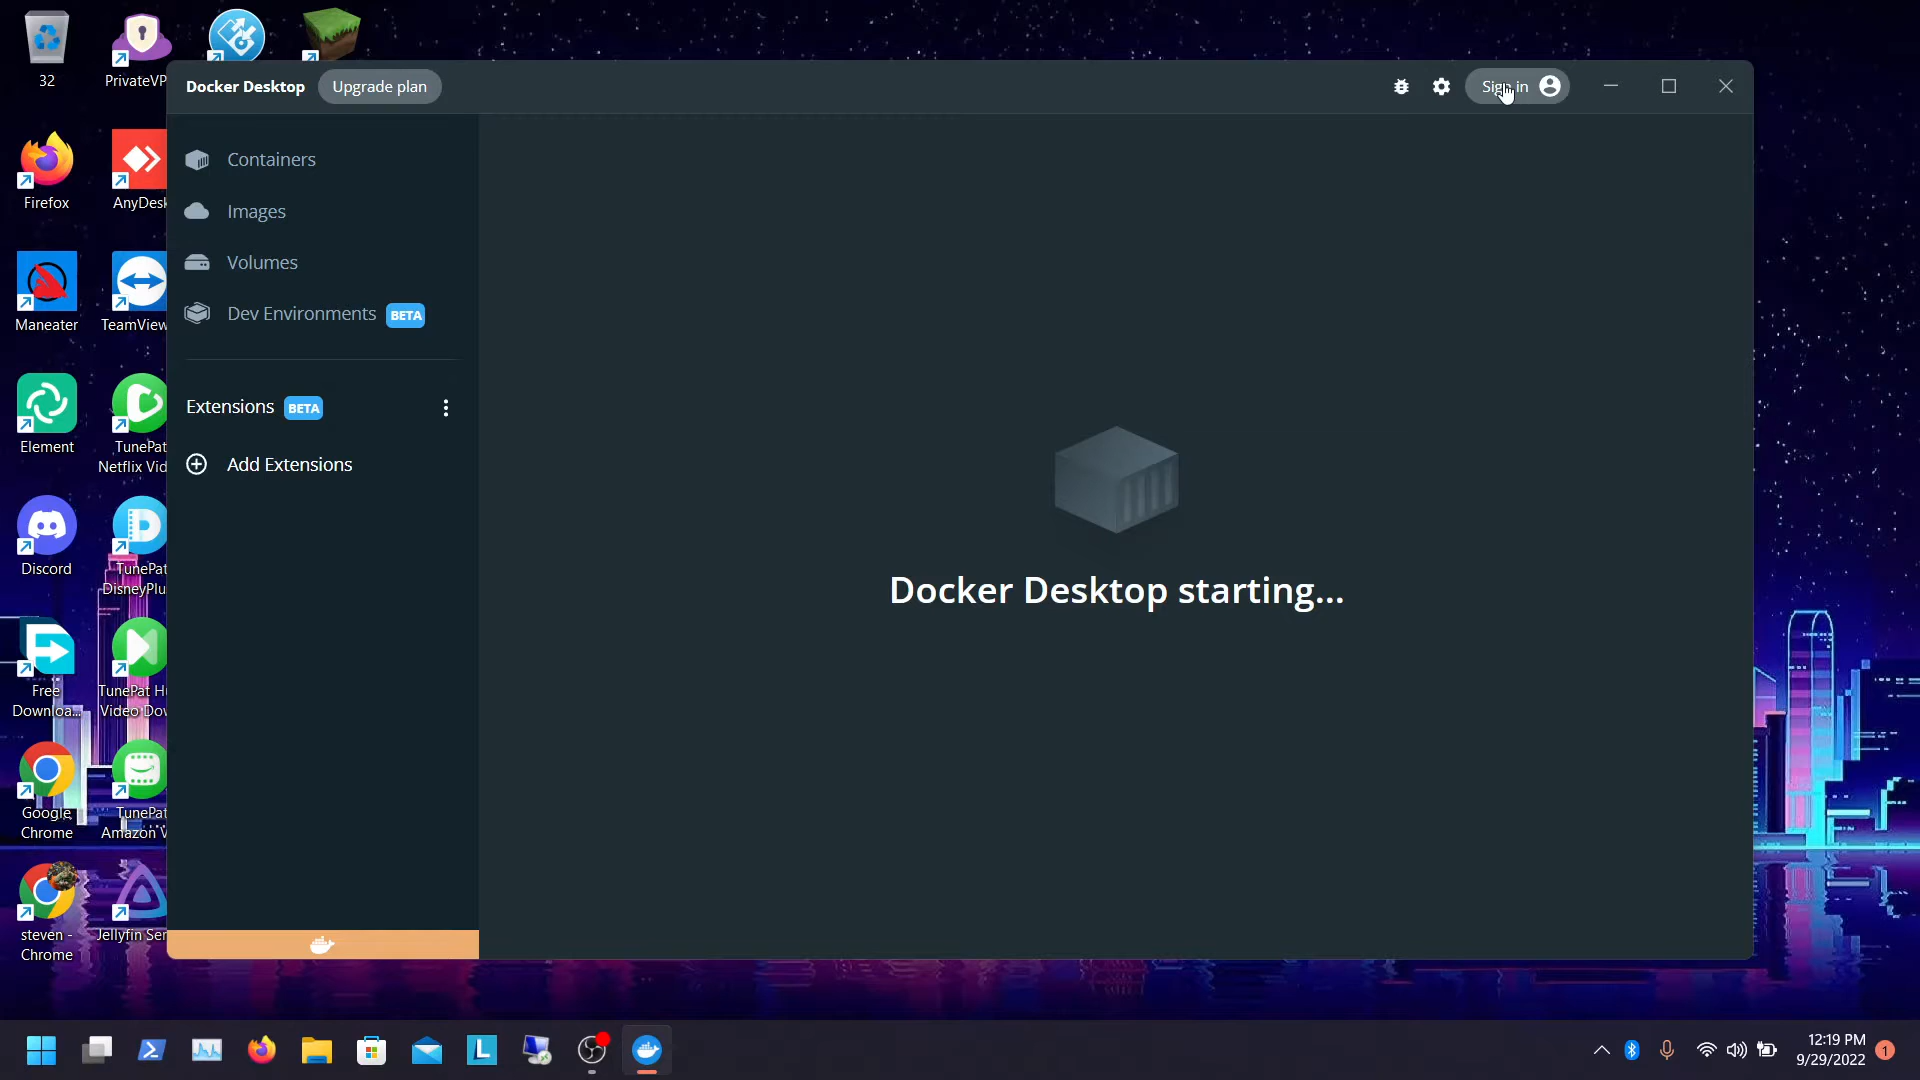 32
PrivateVP
Docker Desktop
Upgrade plan
Sign in
Containers
Images
Volumes
Dev Environments BETA
Extensions BETA
Add Extensions
Docker Desktop starting...
Firefox
AnyDesk
Maneater
TeamView
Element
TunePat
Netflix Vid
Discord
TunePat
DisneyPlu
Free
Downloa...
TunePat H
Video Dov
Google
Chrome
TunePat
Amazon V
steven -
Chrome
Jellyfin Ser
L
12:19 PM
9/29/2022
1